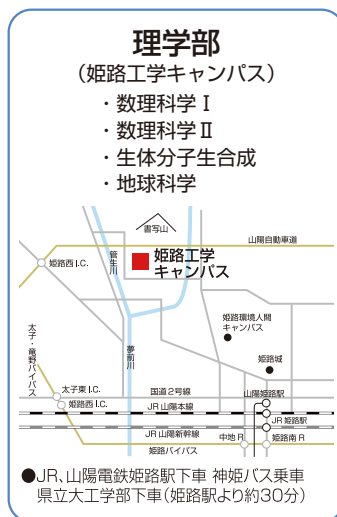 理学部
(姫路工学キャンパス)
・数理科学Ⅰ
・数理科学Ⅱ
・生体分子生合成
・地球科学
書写山
山陽自動車道
菅生川
姫路工学
キャンパス
姫路西I.C.
姫路環境人間
キャンパス
夢前川
太子・竜野バイパス
姫路城
太子東I.C.
国道2号線
山陽姫路駅
姫路西I.C.
JR山陽本線
JR姫路駅
JR山陽新幹線
中地R
姫路南R
姫路バイパス
●JR、山陽電鉄姫路駅下車 神姫バス乗車
県立大工学部下車(姫路駅より約30分)